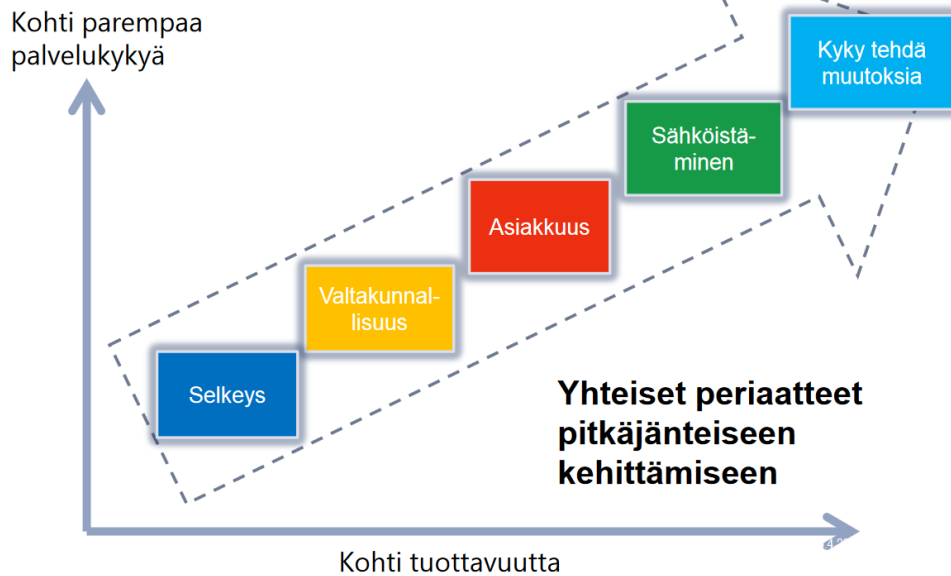 Kohti parempaa
palvelukykyä
Kyky tehdä
muutoksia
Sähköistä-
minen
Asiakkuus
Valtakunnal-
lisuus
Selkeys
Yhteiset periaatteet
pitkäjänteiseen
kehittämiseen
Kohti tuottavuutta